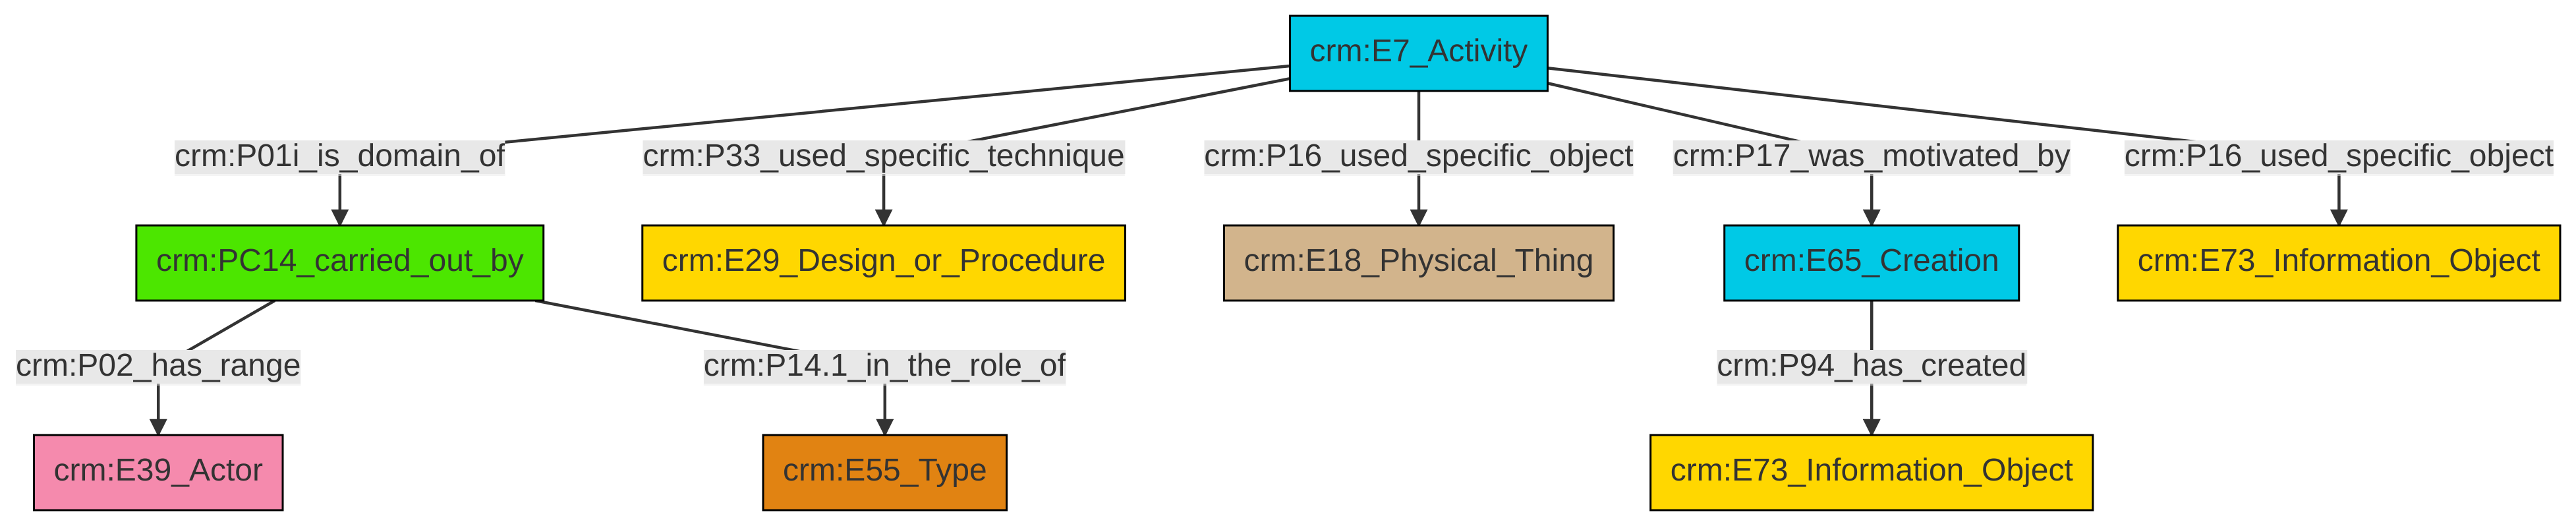 crm:E7_Activity
crm:P01i_is_domain_of
crm:P33_used_specific_technique
crm:P16_used_specific_object
crm:P17_was_motivated_by
crm:P16_used_specific_object
crm:PC14_carried_out_by
crm:E29_Design_or_Procedure
crm:E18_Physical_Thing
crm:E65_Creation
crm:E73_Information_Object
crm:P02_has_range
crm:P14.1_in_the_role_of
crm:P94_has_created
crm:E39_Actor
crm:E55_Type
crm:E73_Information_Object